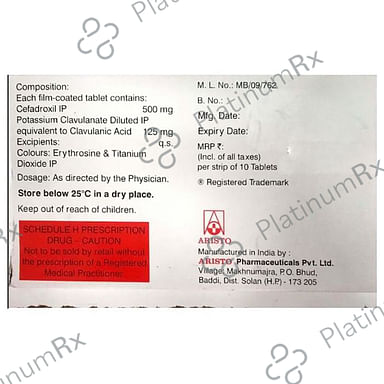 Composition:
Each film-coated tablet contains:
Cefadroxil IP 500 mg
Potassium Clavulanate Diluted IP
equivalent to Clavulanic Acid 125 mg
Excipients: q.s.
Colours: Erythrosine & Titanium
Dioxide IP
Dosage: As directed by the Physician.
Store below 25°C in a dry place.
Keep out of reach of children.
SCHEDULE H PRESCRIPTION
DRUG – CAUTION
Not to be sold by retail without
the prescription of a Registered
Medical Practitioner.
M. L. No.: MB/09/762
B. No.:
Mfg. Date:
Expiry Date:
MRP ₹:
(Incl. of all taxes)
per strip of 10 Tablets
® Registered Trademark
ARISTO
Manufactured in India by :
ARISTO Pharmaceuticals Pvt. Ltd.
Village, Makhnumajra, P.O. Bhud,
Baddi, Dist. Solan (H.P.) - 173 205
PlatinumRx
PlatinumRx
PlatinumRx
PlatinumRx